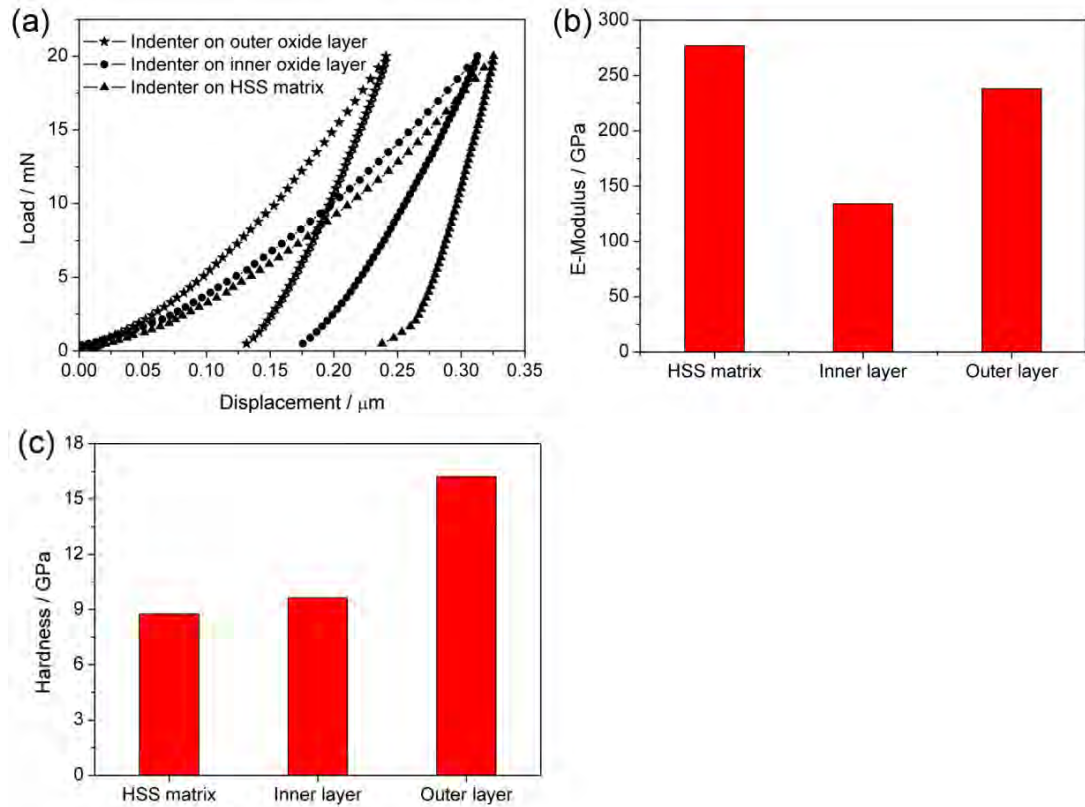 (a)
Indenter on outer oxide layer
Indenter on inner oxide layer
Indenter on HSS matrix
20
15
10
5
0
Load / mN
0.00 0.05 0.10 0.15 0.20 0.25 0.30 0.35
Displacement / μm
(b)
300
250
200
150
100
50
0
E-Modulus / GPa
HSS matrix Inner layer Outer layer
(c)
18
15
12
9
6
3
0
Hardness / GPa
HSS matrix Inner layer Outer layer